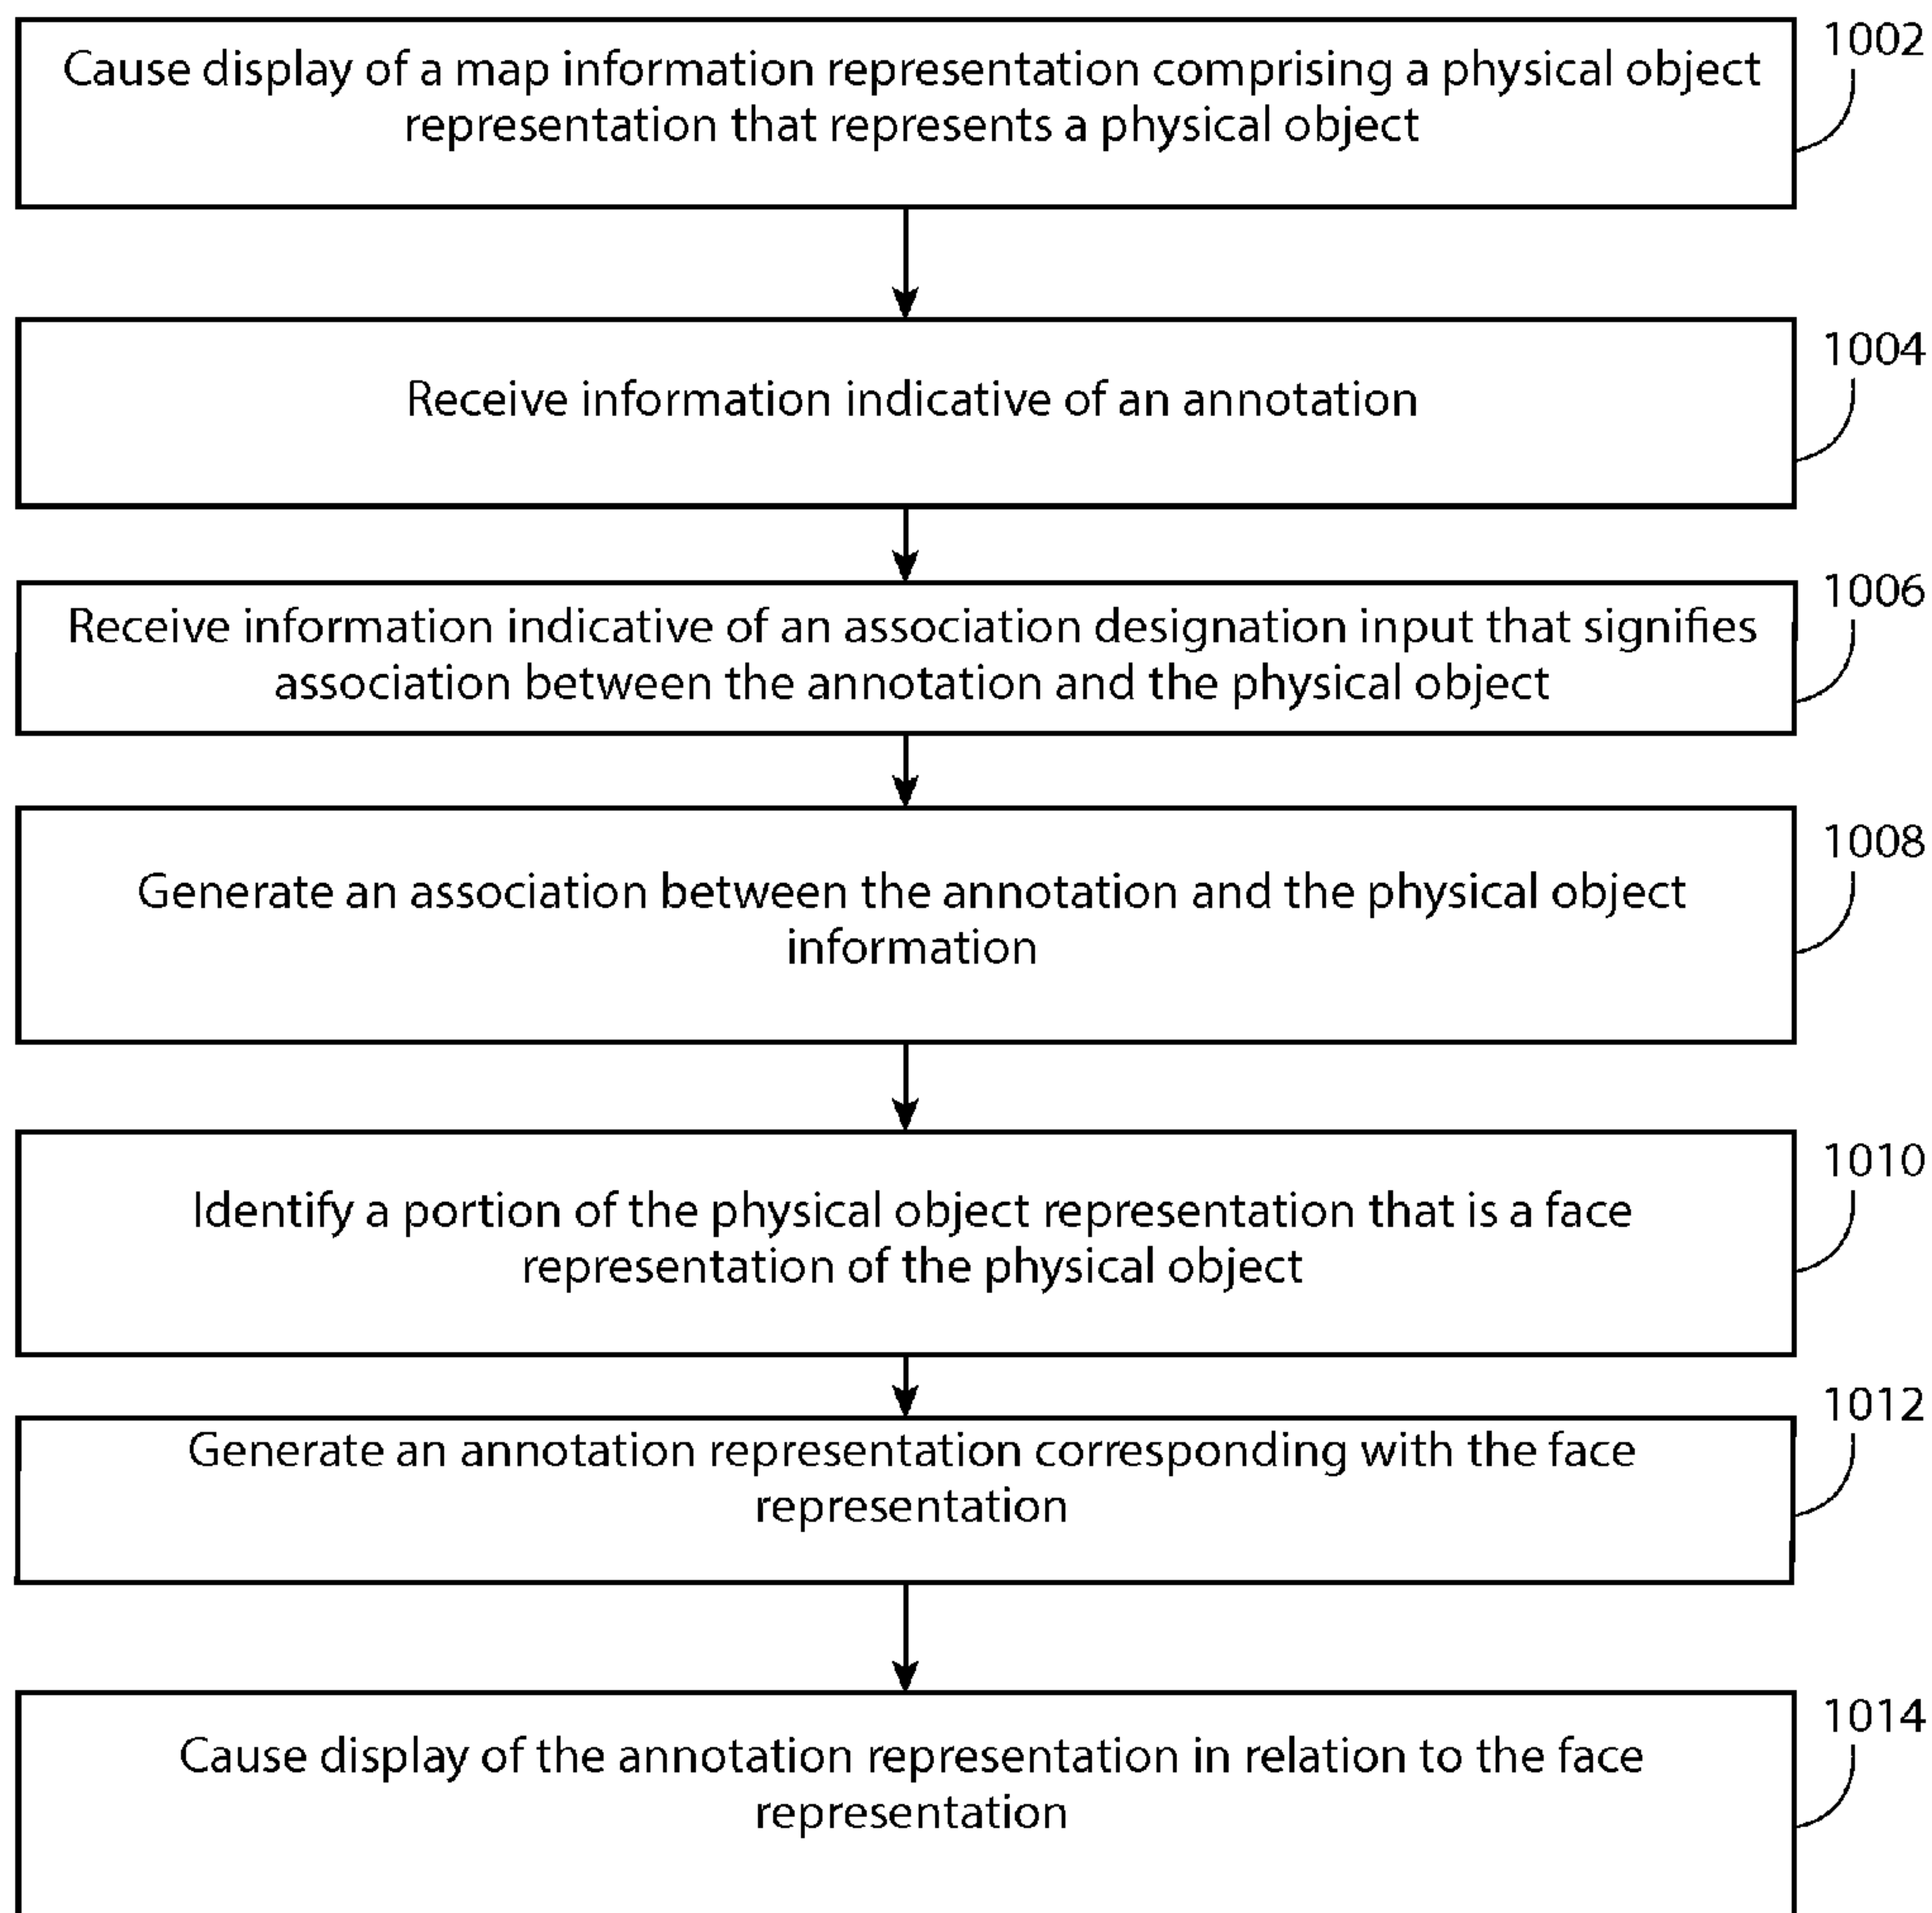 1002
Cause display of a map information representation comprising a physical object
representation that represents a physical object
1004
Receive information indicative of an annotation
1006
Receive information indicative of an association designation input that signifies
association between the annotation and the physical object
1008
Generate an association between the annotation and the physical object
information
1010
Identify a portion of the physical object representation that is a face
representation of the physical object
1012
Generate an annotation representation corresponding with the face
representation
1014
Cause display of the annotation representation in relation to the face
representation